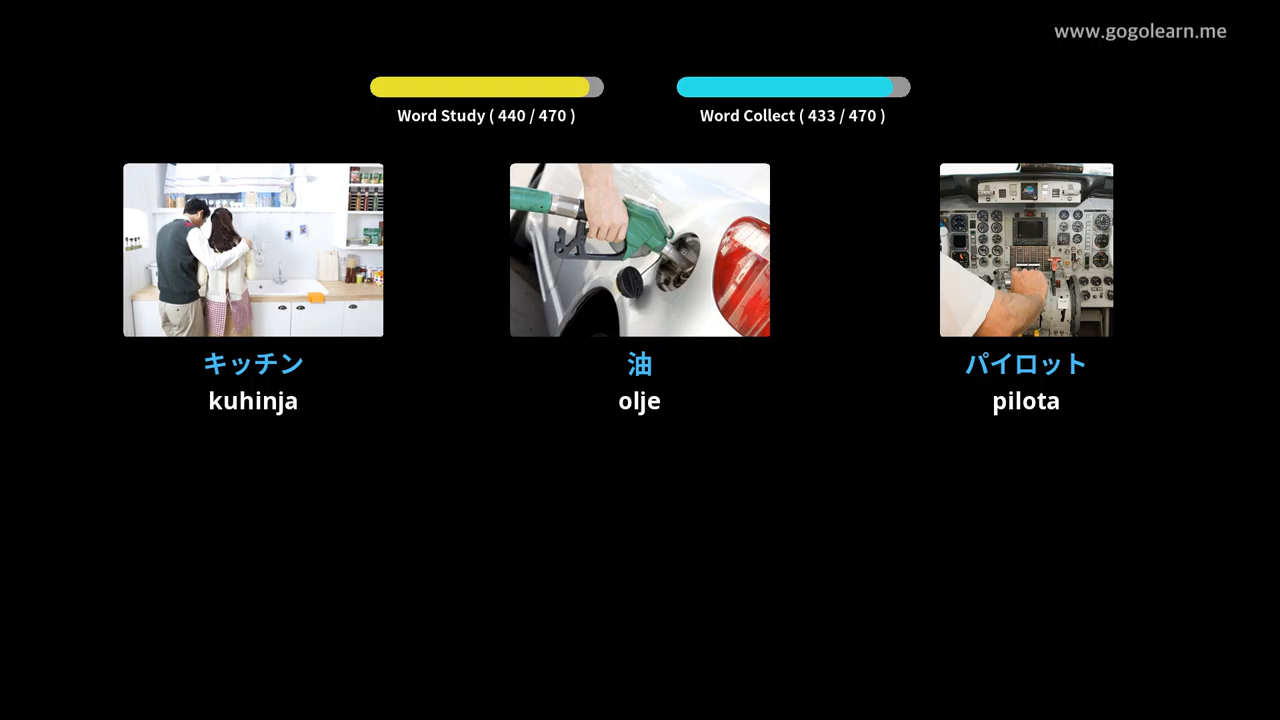 www.gogolearn.me
Word Study ( 440 / 470 )
Word Collect ( 433 / 470 )
キッチン
kuhinja
油
olje
パイロット
pilota